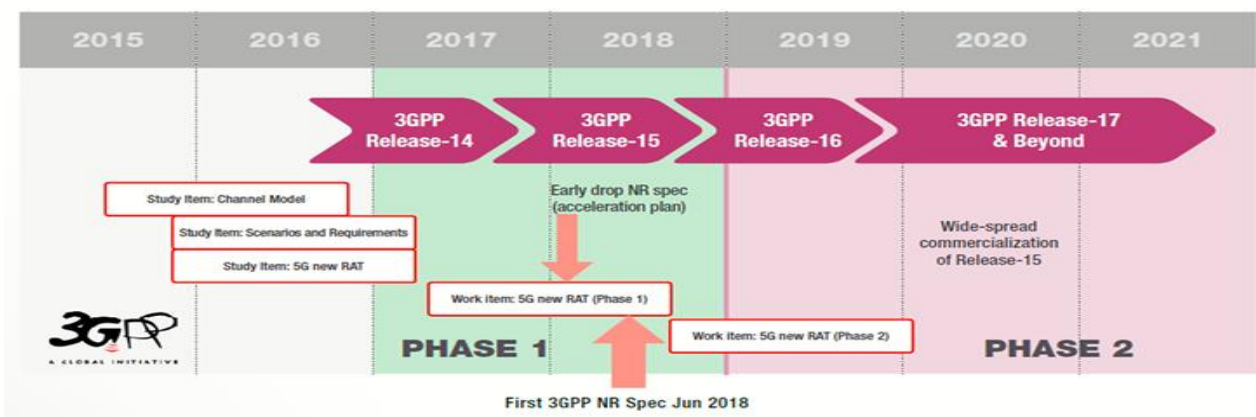 2015 2016 2017 2018 2019 2020 2021
3GPP
Release-14
3GPP
Release-15
3GPP
Release-16
3GPP Release-17
& Beyond
Study Item: Channel Model
Study Item: Scenarios and Requirements
Study Item: 5G new RAT
Early drop NR spec
(acceleration plan)
Wide-spread
commercialization
of Release-15
Work item: 5G new RAT (Phase 1)
Work item: 5G new RAT (Phase 2)
3GPP
A GLOBAL INITIATIVE
PHASE 1
PHASE 2
First 3GPP NR Spec Jun 2018